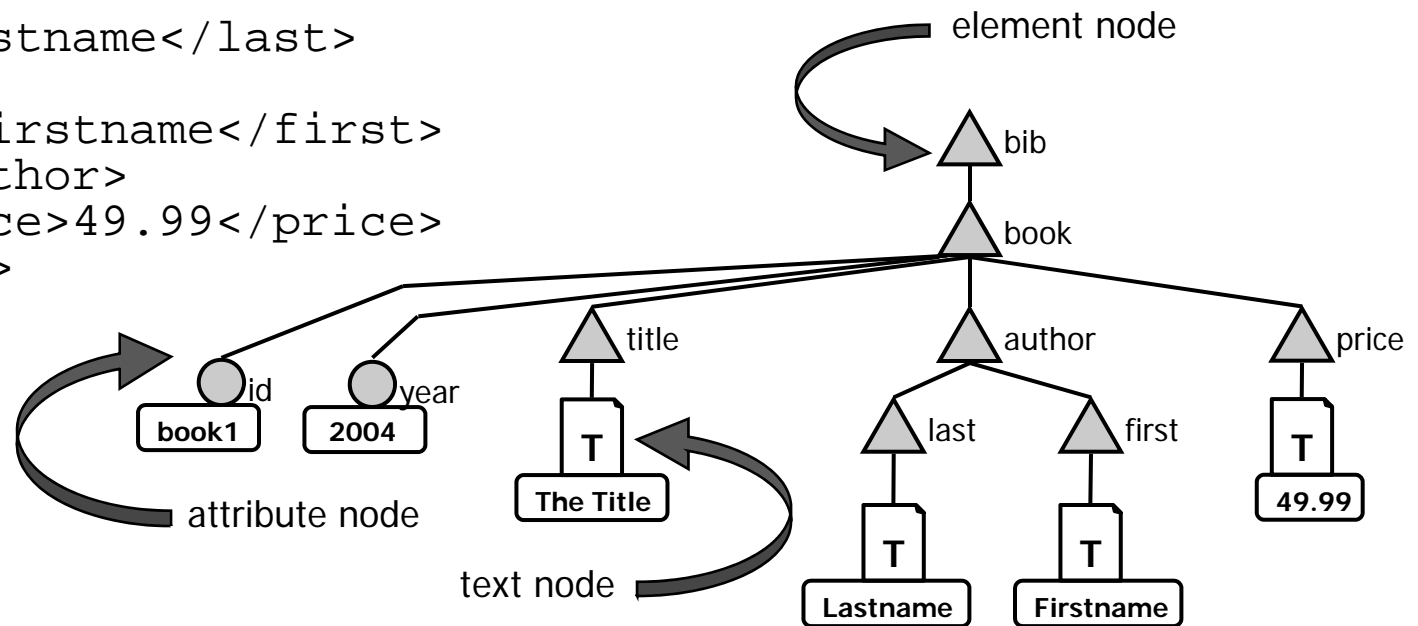 stname</last>
irstname</first>
thor>
ce>49.99</price>
>
element node
bib
book
title
author
price
id
year
book1
2004
T
last
first
T
The Title
49.99
attribute node
T
T
text node
Lastname
Firstname